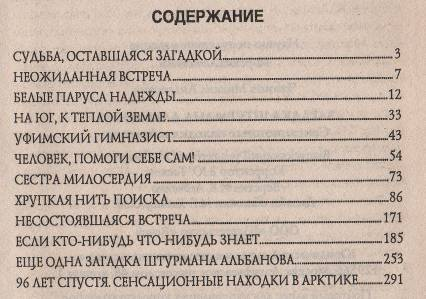 СОДЕРЖАНИЕ
СУДЬБА, ОСТАВШАЯСЯ ЗАГАДКОЙ 3
НЕОЖИДАННАЯ ВСТРЕЧА 7
БЕЛЫЕ ПАРУСА НАДЕЖДЫ 12
НА ЮГ, К ТЕПЛОЙ ЗЕМЛЕ 33
УФИМСКИЙ ГИМНАЗИСТ 43
ЧЕЛОВЕК, ПОМОГИ СЕБЕ САМ! 54
СЕСТРА МИЛОСЕРДИЯ 73
ХРУПКАЯ НИТЬ ПОИСКА 86
НЕСОСТОЯВШАЯСЯ ВСТРЕЧА 171
ЕСЛИ КТО-НИБУДЬ ЧТО-НИБУДЬ ЗНАЕТ 185
ЕЩЕ ОДНА ЗАГАДКА ШТУРМАНА АЛЬБАНОВА 253
96 ЛЕТ СПУСТЯ. СЕНСАЦИОННЫЕ НАХОДКИ В АРКТИКЕ 291